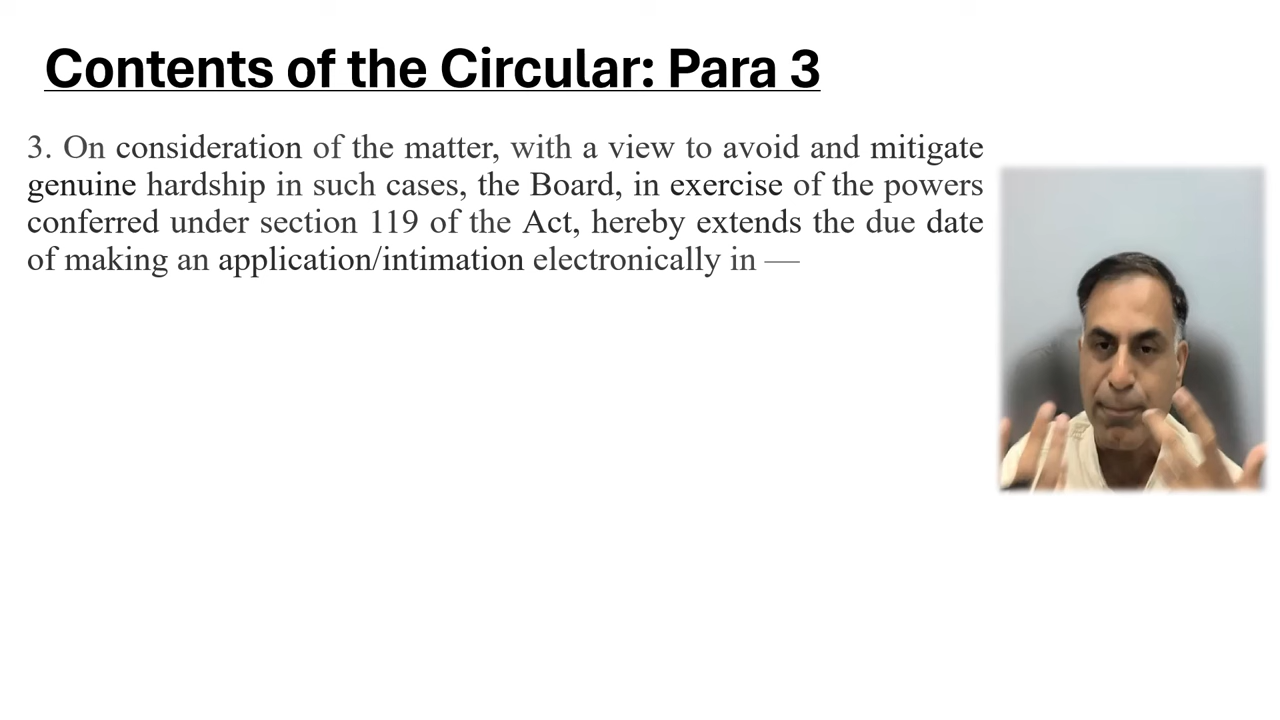 Contents of the Circular: Para 3
3. On consideration of the matter, with a view to avoid and mitigate
genuine hardship in such cases, the Board, in exercise of the powers
conferred under section 119 of the Act, hereby extends the due date
of making an application/intimation electronically in —